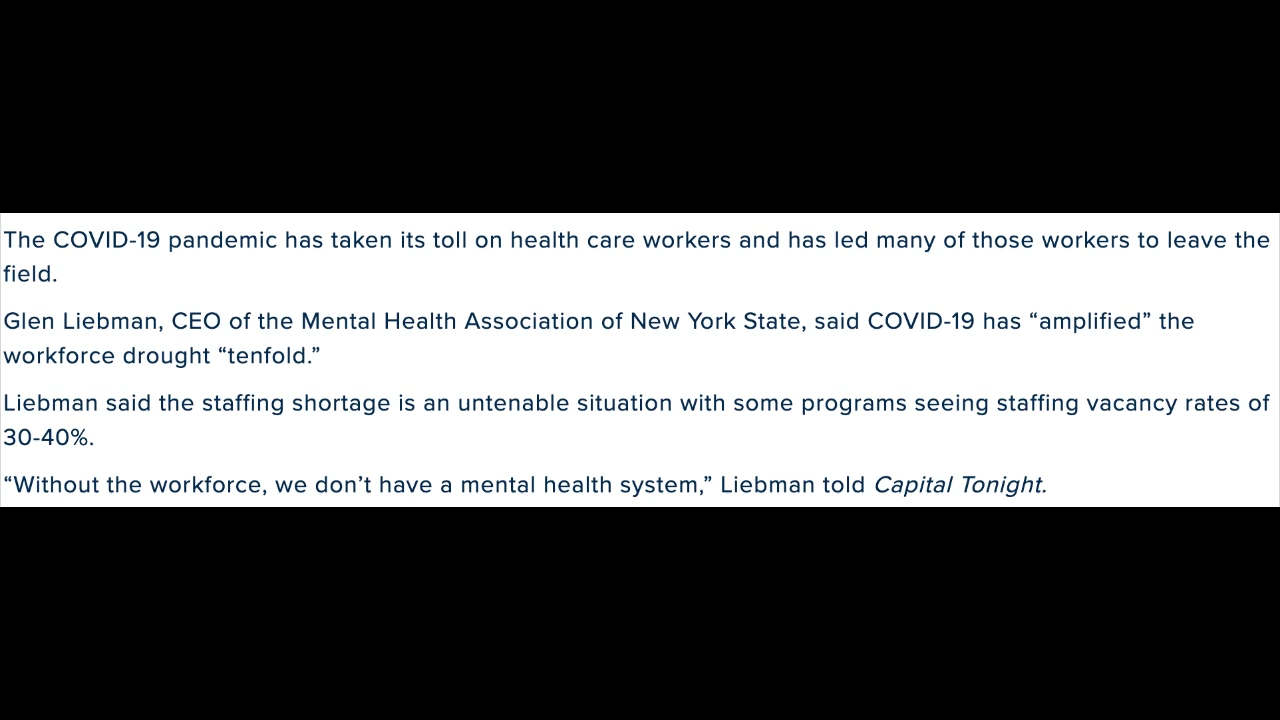 The COVID-19 pandemic has taken its toll on health care workers and has led many of those workers to leave the
field.
Glen Liebman, CEO of the Mental Health Association of New York State, said COVID-19 has “amplified” the
workforce drought “tenfold.”
Liebman said the staffing shortage is an untenable situation with some programs seeing staffing vacancy rates of
30-40%.
“Without the workforce, we don’t have a mental health system,” Liebman told Capital Tonight.